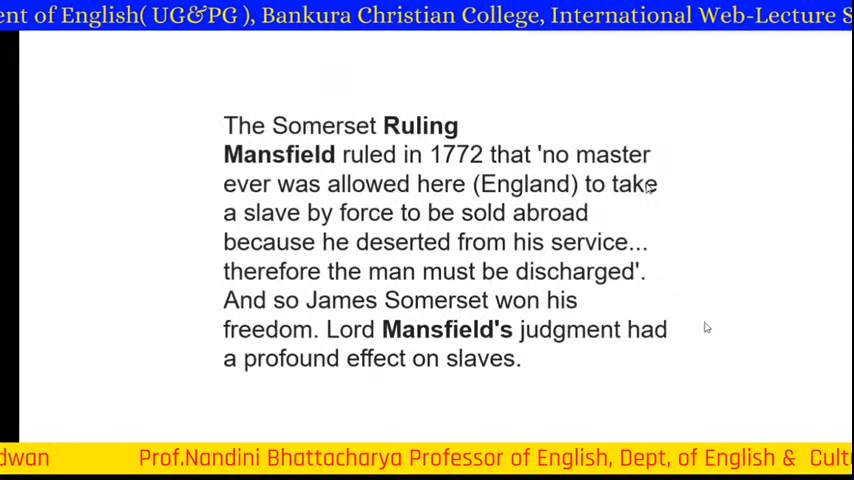 ent of English( UG&PG ), Bankura Christian College, International Web-Lecture S
The Somerset Ruling
Mansfield ruled in 1772 that 'no master
ever was allowed here (England) to take
a slave by force to be sold abroad
because he deserted from his service...
therefore the man must be discharged'.
And so James Somerset won his
freedom. Lord Mansfield's judgment had
a profound effect on slaves.
dwan Prof.Nandini Bhattacharya Professor of English, Dept, of English & Cult